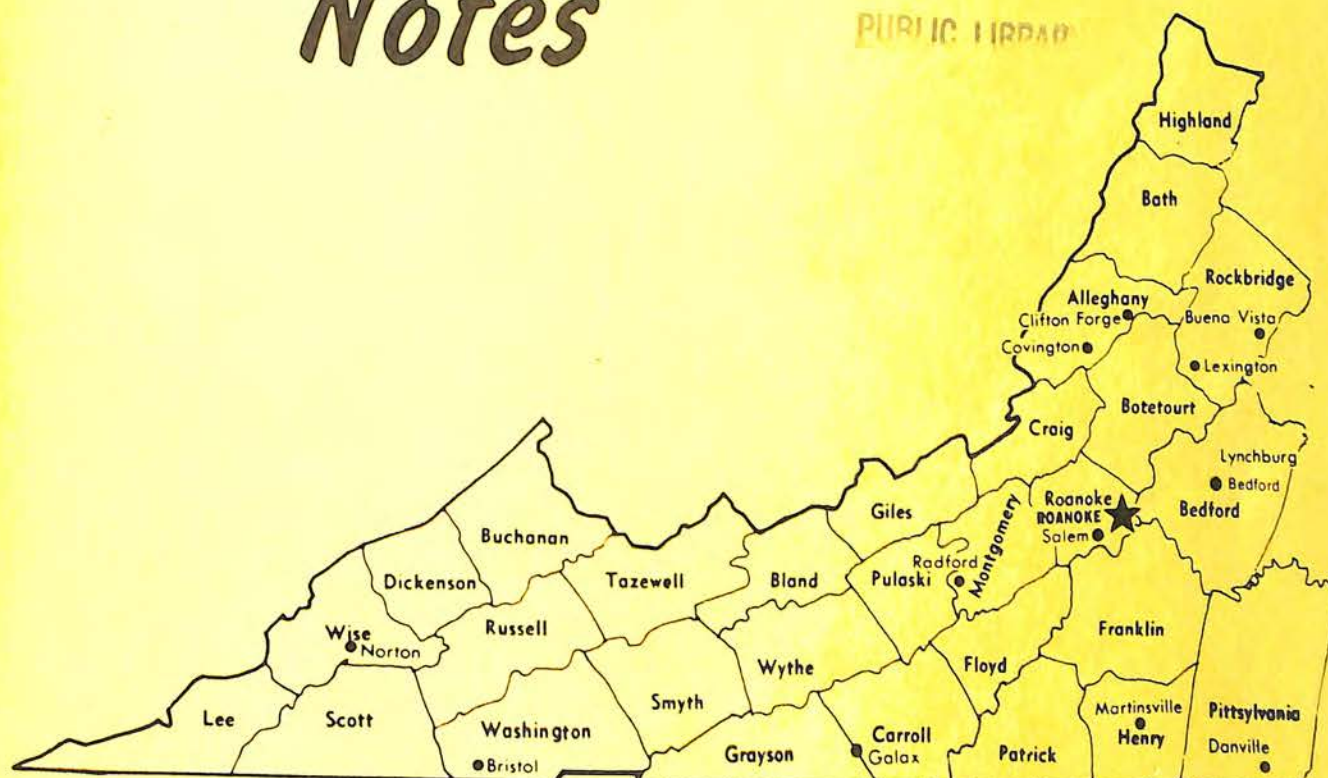 Notes
PUBLIC LIBRARY
Highland
Bath
Rockbridge
Alleghany
Clifton Forge
Buena Vista
Covington
Lexington
Botetourt
Craig
Lynchburg
Bedford
Bedford
Giles
Roanoke
ROANOKE
Salem
Montgomery
Buchanan
Radford
Pulaski
Dickenson
Tazewell
Bland
Wise
Norton
Russell
Franklin
Wythe
Floyd
Smyth
Lee
Scott
Washington
Bristol
Grayson
Carroll
Galax
Patrick
Martinsville
Henry
Pittsylvania
Danville